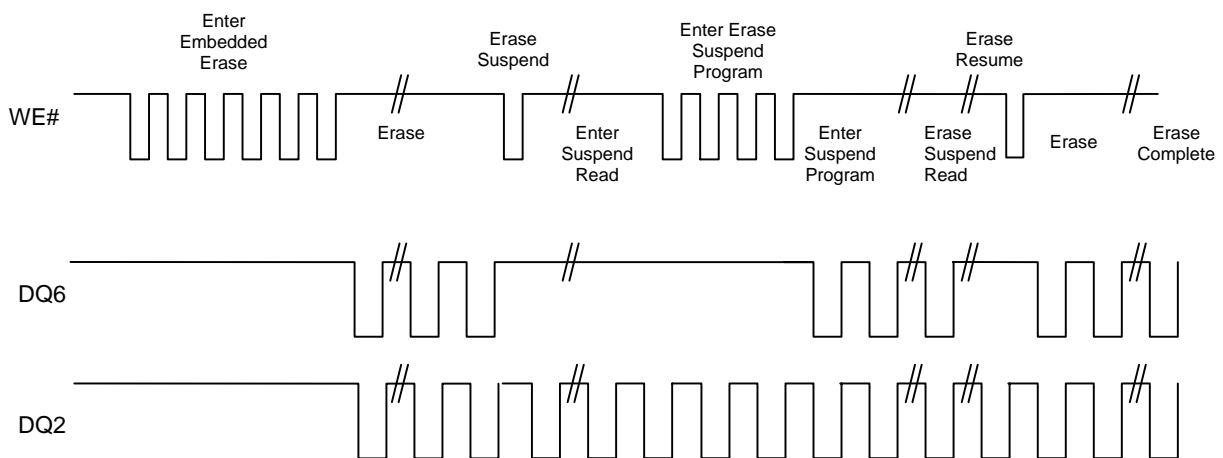 Enter
Embedded
Erase
Erase
Suspend
Enter Erase
Suspend
Program
Erase
Resume
WE#
Erase
Enter
Suspend
Read
Enter
Suspend
Program
Erase
Suspend
Read
Erase
Erase
Complete
DQ6
DQ2